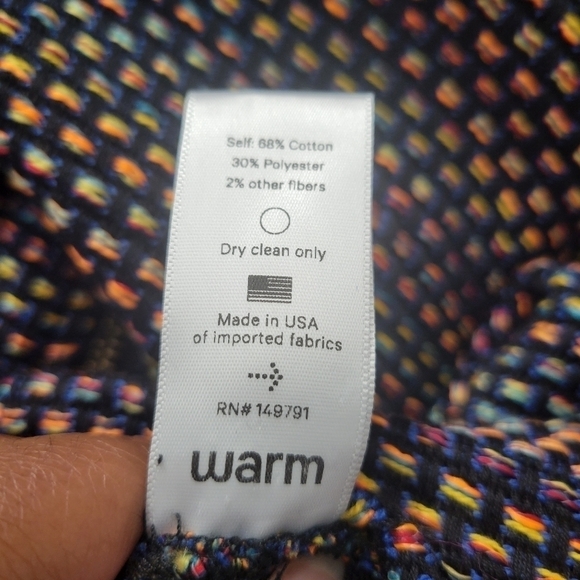 Self: 68% Cotton
30% Polyester
2% other fibers
Dry clean only
Made in USA
of imported fabrics
RN# 149791
warm